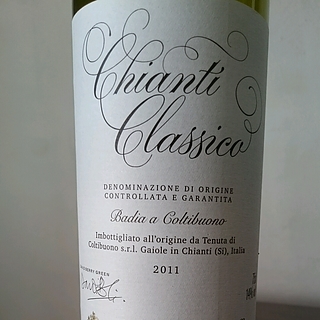 Chianti
Classico
DENOMINAZIONE DI ORIGINE
CONTROLLATA E GARANTITA
Badia a Coltibuono
Imbottigliato all'origine da Tenuta di
Coltibuono s.r.l. Gaiole in Chianti (Si), Italia
2011
GREEN